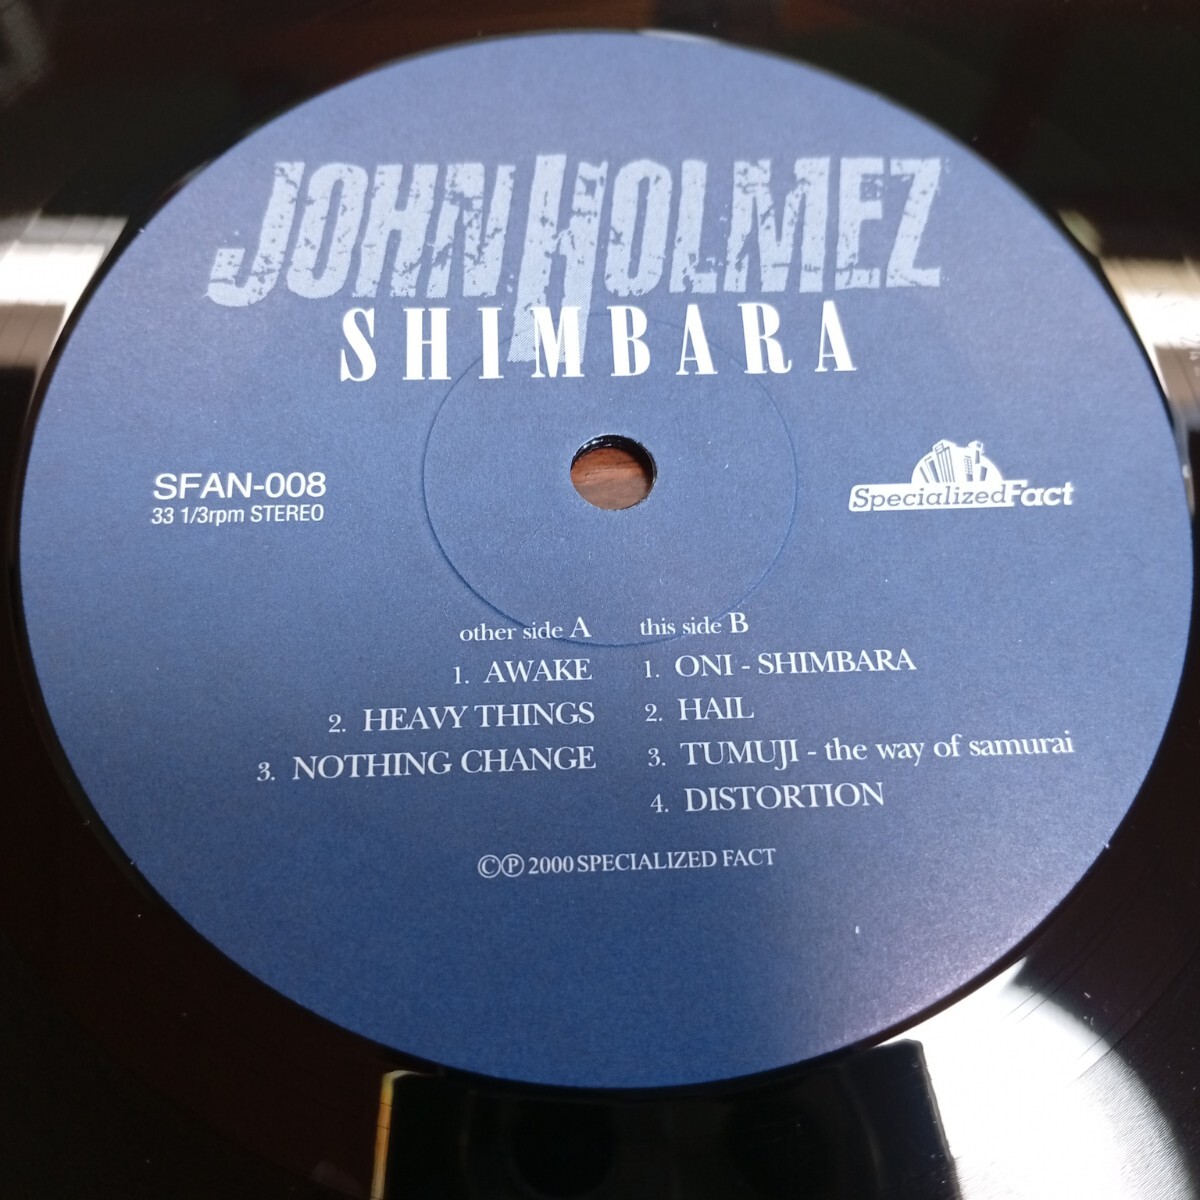 JOHN HOLMEZ
SHIMBARA
SFAN-008
33 1/3rpm STEREO
SpecializedFact
other side A
1. AWAKE
2. HEAVY THINGS
3. NOTHING CHANGE
this side B
1. ONI - SHIMBARA
2. HAIL
3. TUMUJI - the way of samurai
4. DISTORTION
©℗ 2000 SPECIALIZED FACT